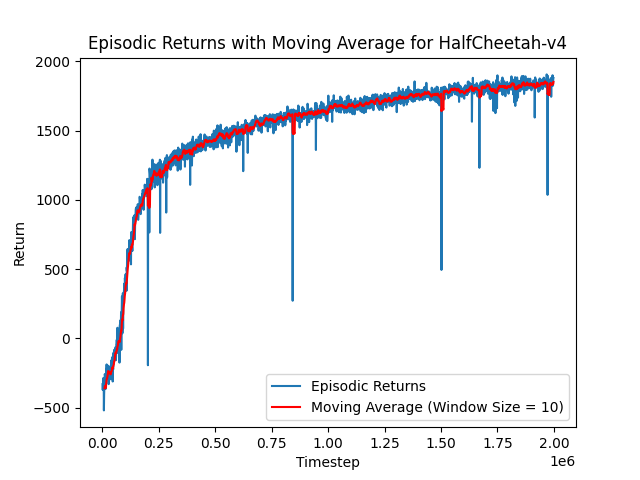 Episodic Returns with Moving Average for HalfCheetah-v4
2000
1500
1000
500
0
−500
Return
0.00 0.25 0.50 0.75 1.00 1.25 1.50 1.75 2.00
1e6
Timestep
Episodic Returns
Moving Average (Window Size = 10)